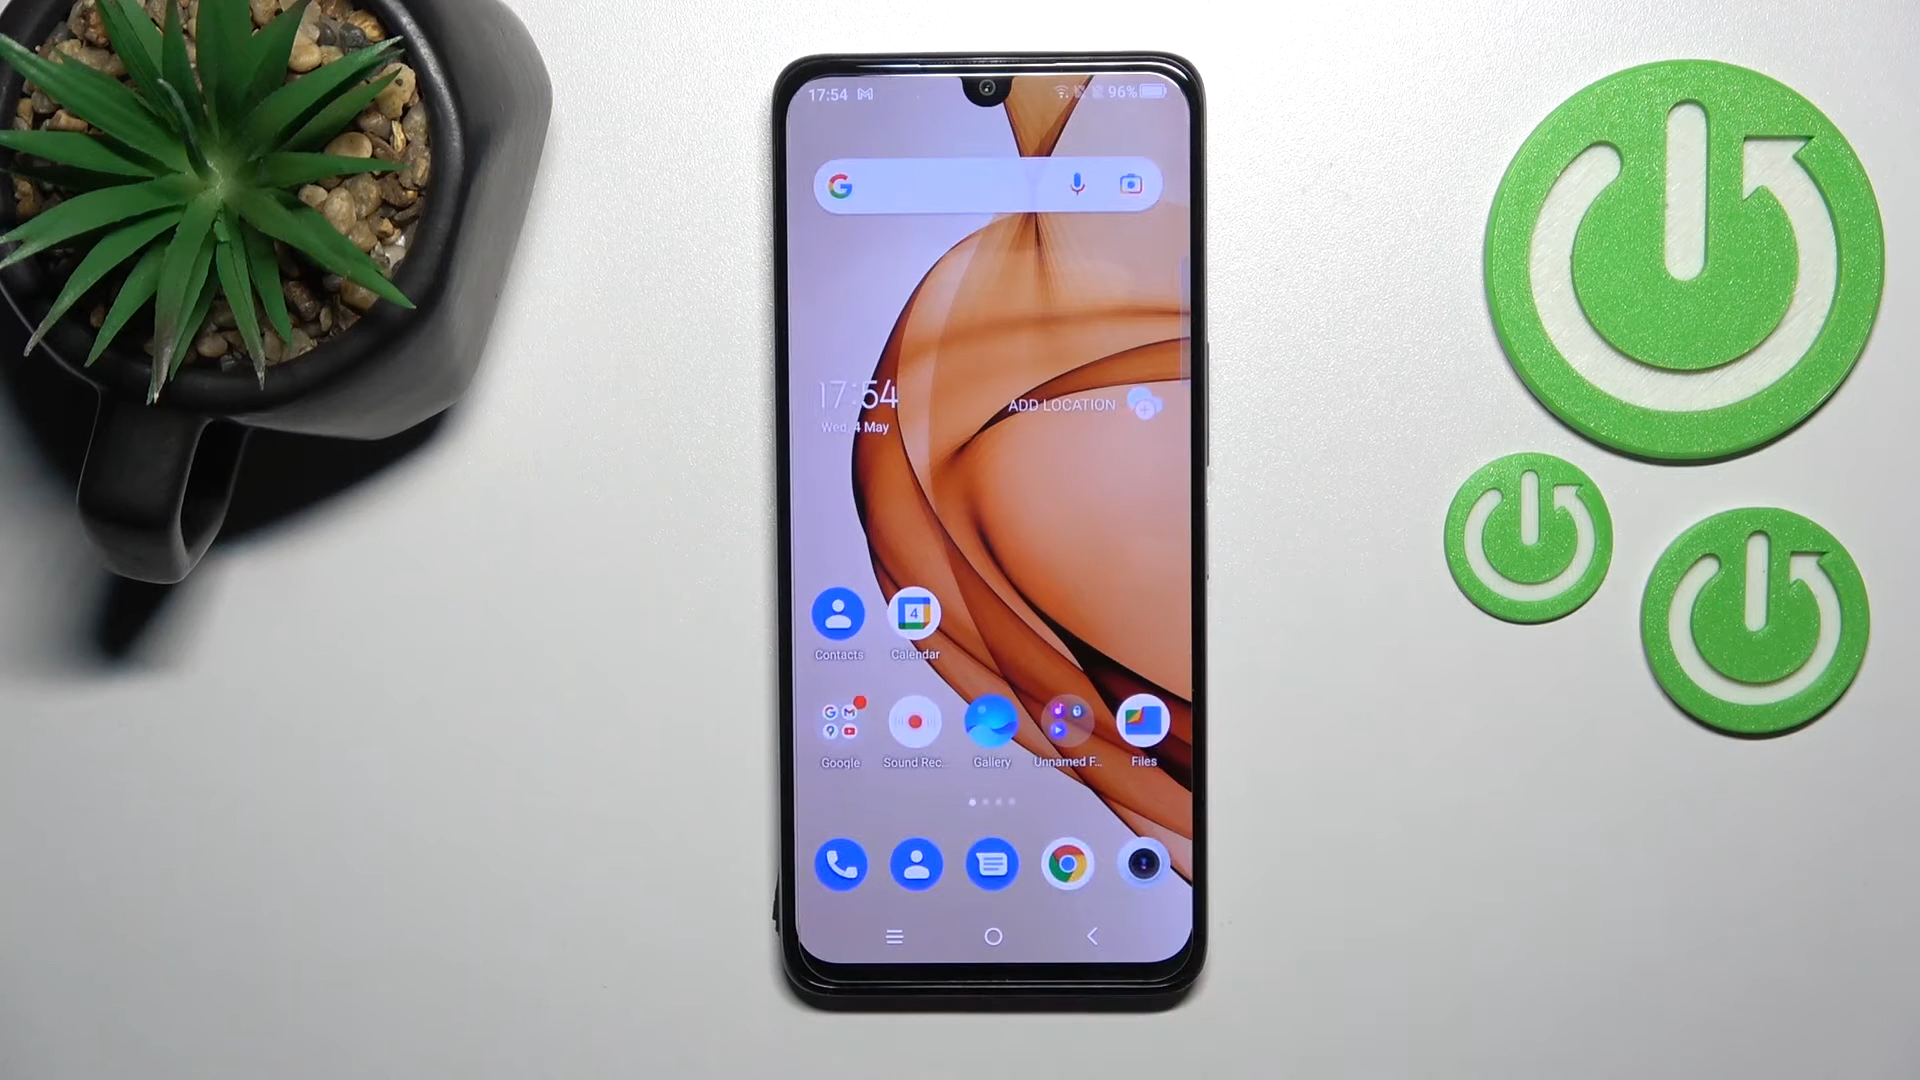 17:54
96%
17:54
ADD LOCATION
Wed, 4 May
4
Contacts
Calendar
Google
Sound Rec...
Gallery
Unnamed F...
Files